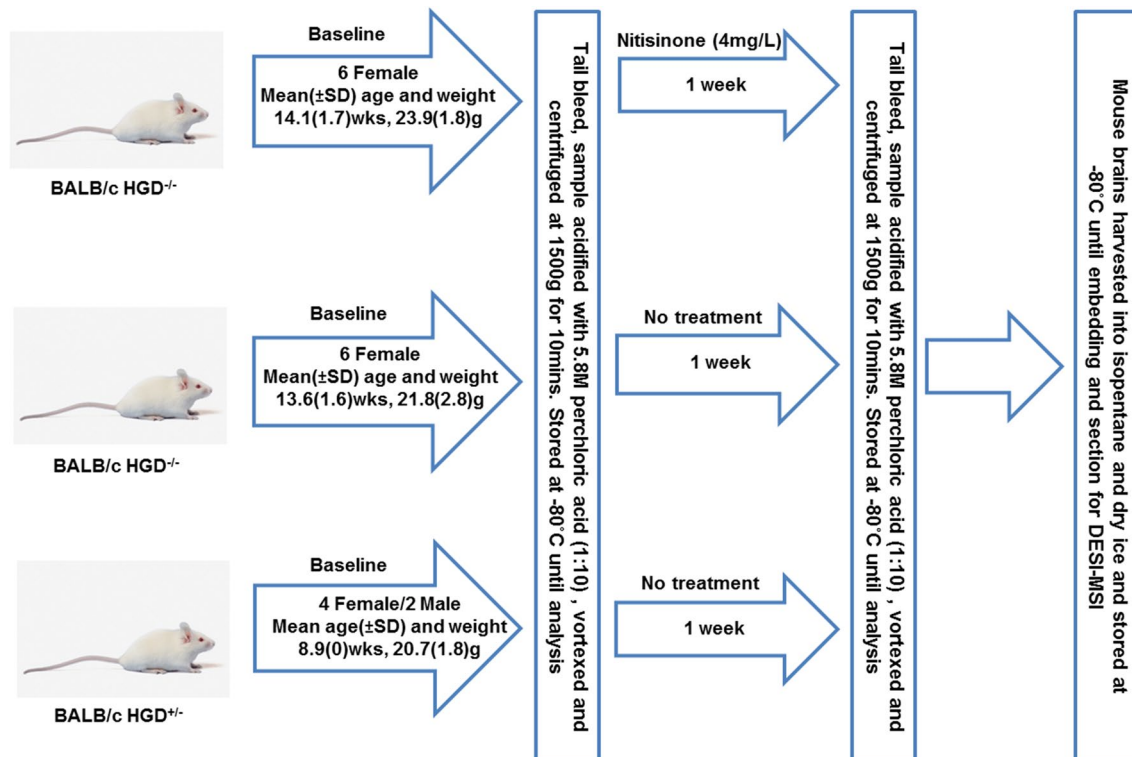 Baseline
6 Female
Mean(±SD) age and weight
14.1(1.7)wks, 23.9(1.8)g
BALB/c HGD-/-
Baseline
6 Female
Mean(±SD) age and weight
13.6(1.6)wks, 21.8(2.8)g
BALB/c HGD-/-
Baseline
4 Female/2 Male
Mean age(±SD) and weight
8.9(0)wks, 20.7(1.8)g
BALB/c HGD+/-
Tail bleed, sample acidified with 5.8M perchloric acid (1:10) , vortexed and
centrifuged at 1500g for 10mins. Stored at -80˚C until analysis
Nitisinone (4mg/L)
1 week
No treatment
1 week
No treatment
1 week
Tail bleed, sample acidified with 5.8M perchloric acid (1:10) , vortexed and
centrifuged at 1500g for 10mins. Stored at -80˚C until analysis
Mouse brains harvested into isopentane and dry ice and stored at
-80˚C until embedding and section for DESI-MSI